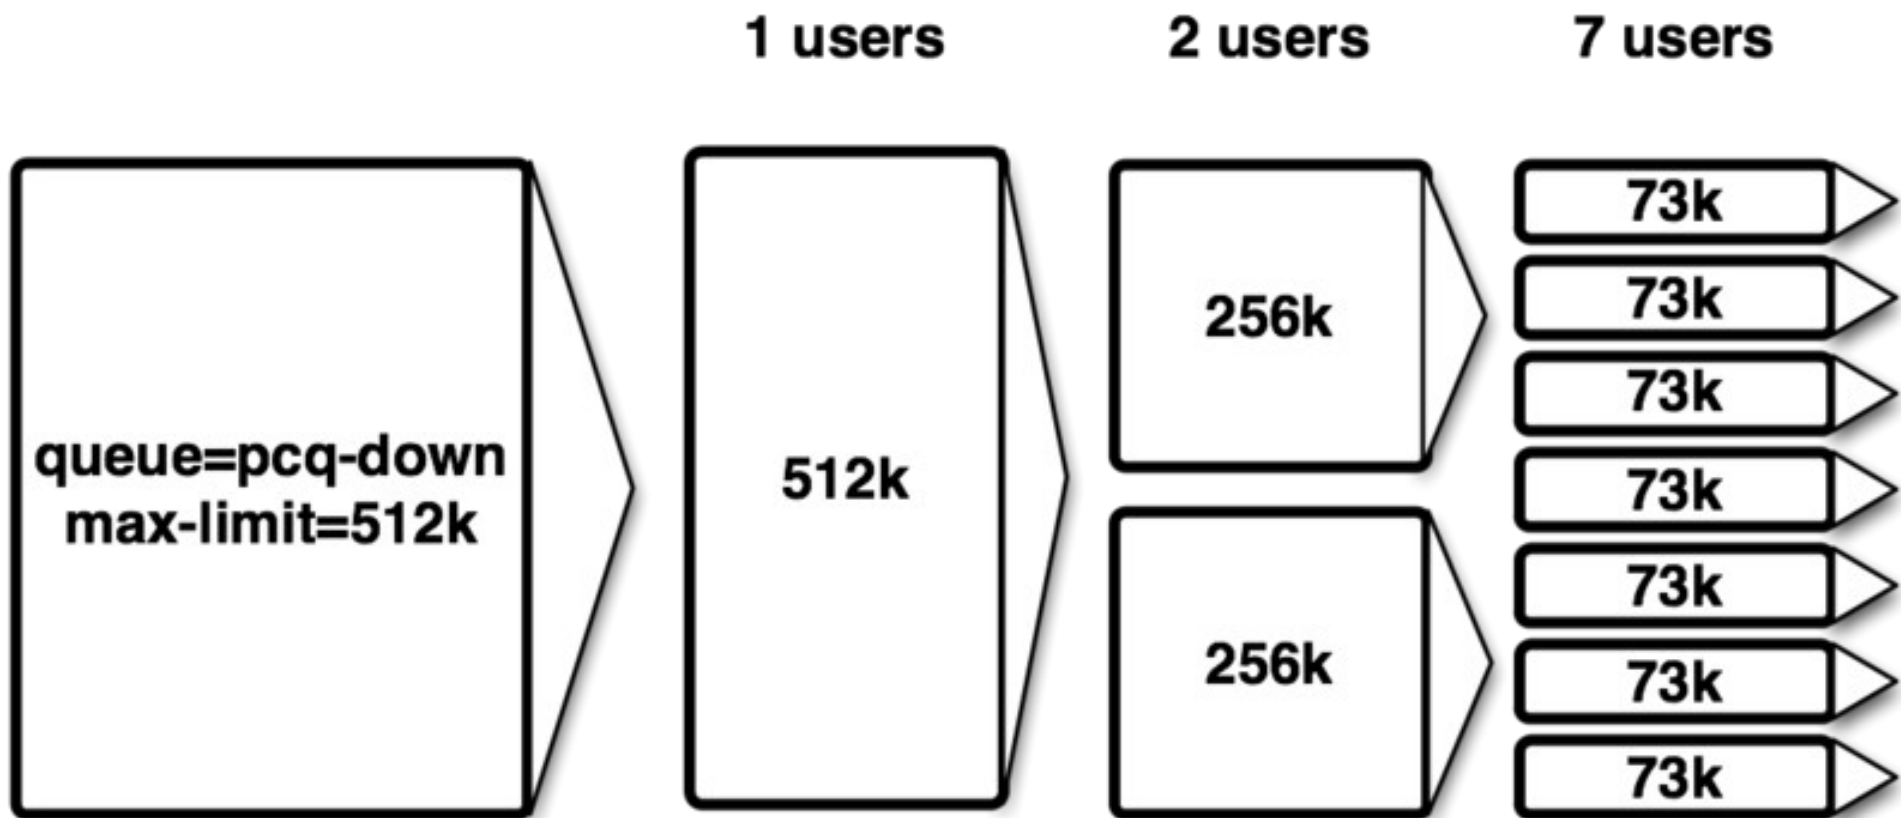 1 users
2 users
7 users
queue=pcq-down
max-limit=512k
512k
256k
256k
73k
73k
73k
73k
73k
73k
73k